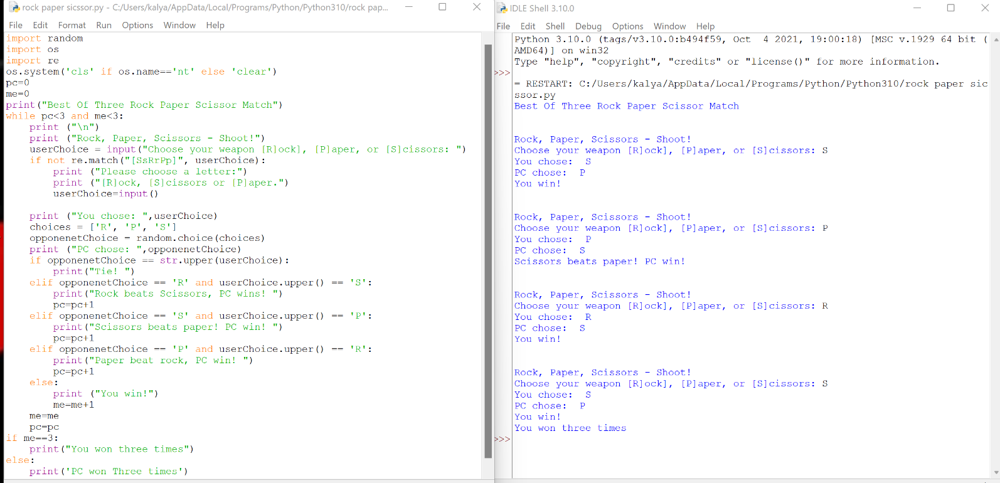 rock paper sicssor.py - C:/Users/kalya/AppData/Local/Programs/Python/Python310/rock pap...
File Edit Format Run Options Window Help
import random
import os
import re
os.system('cls' if os.name=='nt' else 'clear')
pc=0
me=0
print("Best Of Three Rock Paper Scissor Match")
while pc<3 and me<3:
    print ("\n")
    print ("Rock, Paper, Scissors - Shoot!")
    userChoice = input("Choose your weapon [R]ock], [P]aper, or [S]cissors: ")
    if not re.match("[SsRrPp]", userChoice):
        print ("Please choose a letter:")
        print ("[R]ock, [S]cissors or [P]aper.")
        userChoice=input()
    print ("You chose: ",userChoice)
    choices = ['R', 'P', 'S']
    opponenetChoice = random.choice(choices)
    print ("PC chose: ",opponenetChoice)
    if opponenetChoice == str.upper(userChoice):
        print("Tie! ")
    elif opponenetChoice == 'R' and userChoice.upper() == 'S':
        print("Rock beats Scissors, PC wins! ")
        pc=pc+1
    elif opponenetChoice == 'S' and userChoice.upper() == 'P':
        print("Scissors beats paper! PC win! ")
        pc=pc+1
    elif opponenetChoice == 'P' and userChoice.upper() == 'R':
        print("Paper beat rock, PC win! ")
        pc=pc+1
    else:
        print ("You win!")
        me=me+1
    me=me
    pc=pc
if me==3:
    print("You won three times")
else:
    print('PC won Three times')
IDLE Shell 3.10.0
File Edit Shell Debug Options Window Help
Python 3.10.0 (tags/v3.10.0:b494f59, Oct  4 2021, 19:00:18) [MSC v.1929 64 bit (
AMD64)] on win32
Type "help", "copyright", "credits" or "license()" for more information.
>>>
= RESTART: C:/Users/kalya/AppData/Local/Programs/Python/Python310/rock paper sic
ssor.py
Best Of Three Rock Paper Scissor Match
Rock, Paper, Scissors - Shoot!
Choose your weapon [R]ock], [P]aper, or [S]cissors: S
You chose:  S
PC chose:  P
You win!
Rock, Paper, Scissors - Shoot!
Choose your weapon [R]ock], [P]aper, or [S]cissors: P
You chose:  P
PC chose:  S
Scissors beats paper! PC win!
Rock, Paper, Scissors - Shoot!
Choose your weapon [R]ock], [P]aper, or [S]cissors: R
You chose:  R
PC chose:  S
You win!
Rock, Paper, Scissors - Shoot!
Choose your weapon [R]ock], [P]aper, or [S]cissors: S
You chose:  S
PC chose:  P
You win!
You won three times
>>>